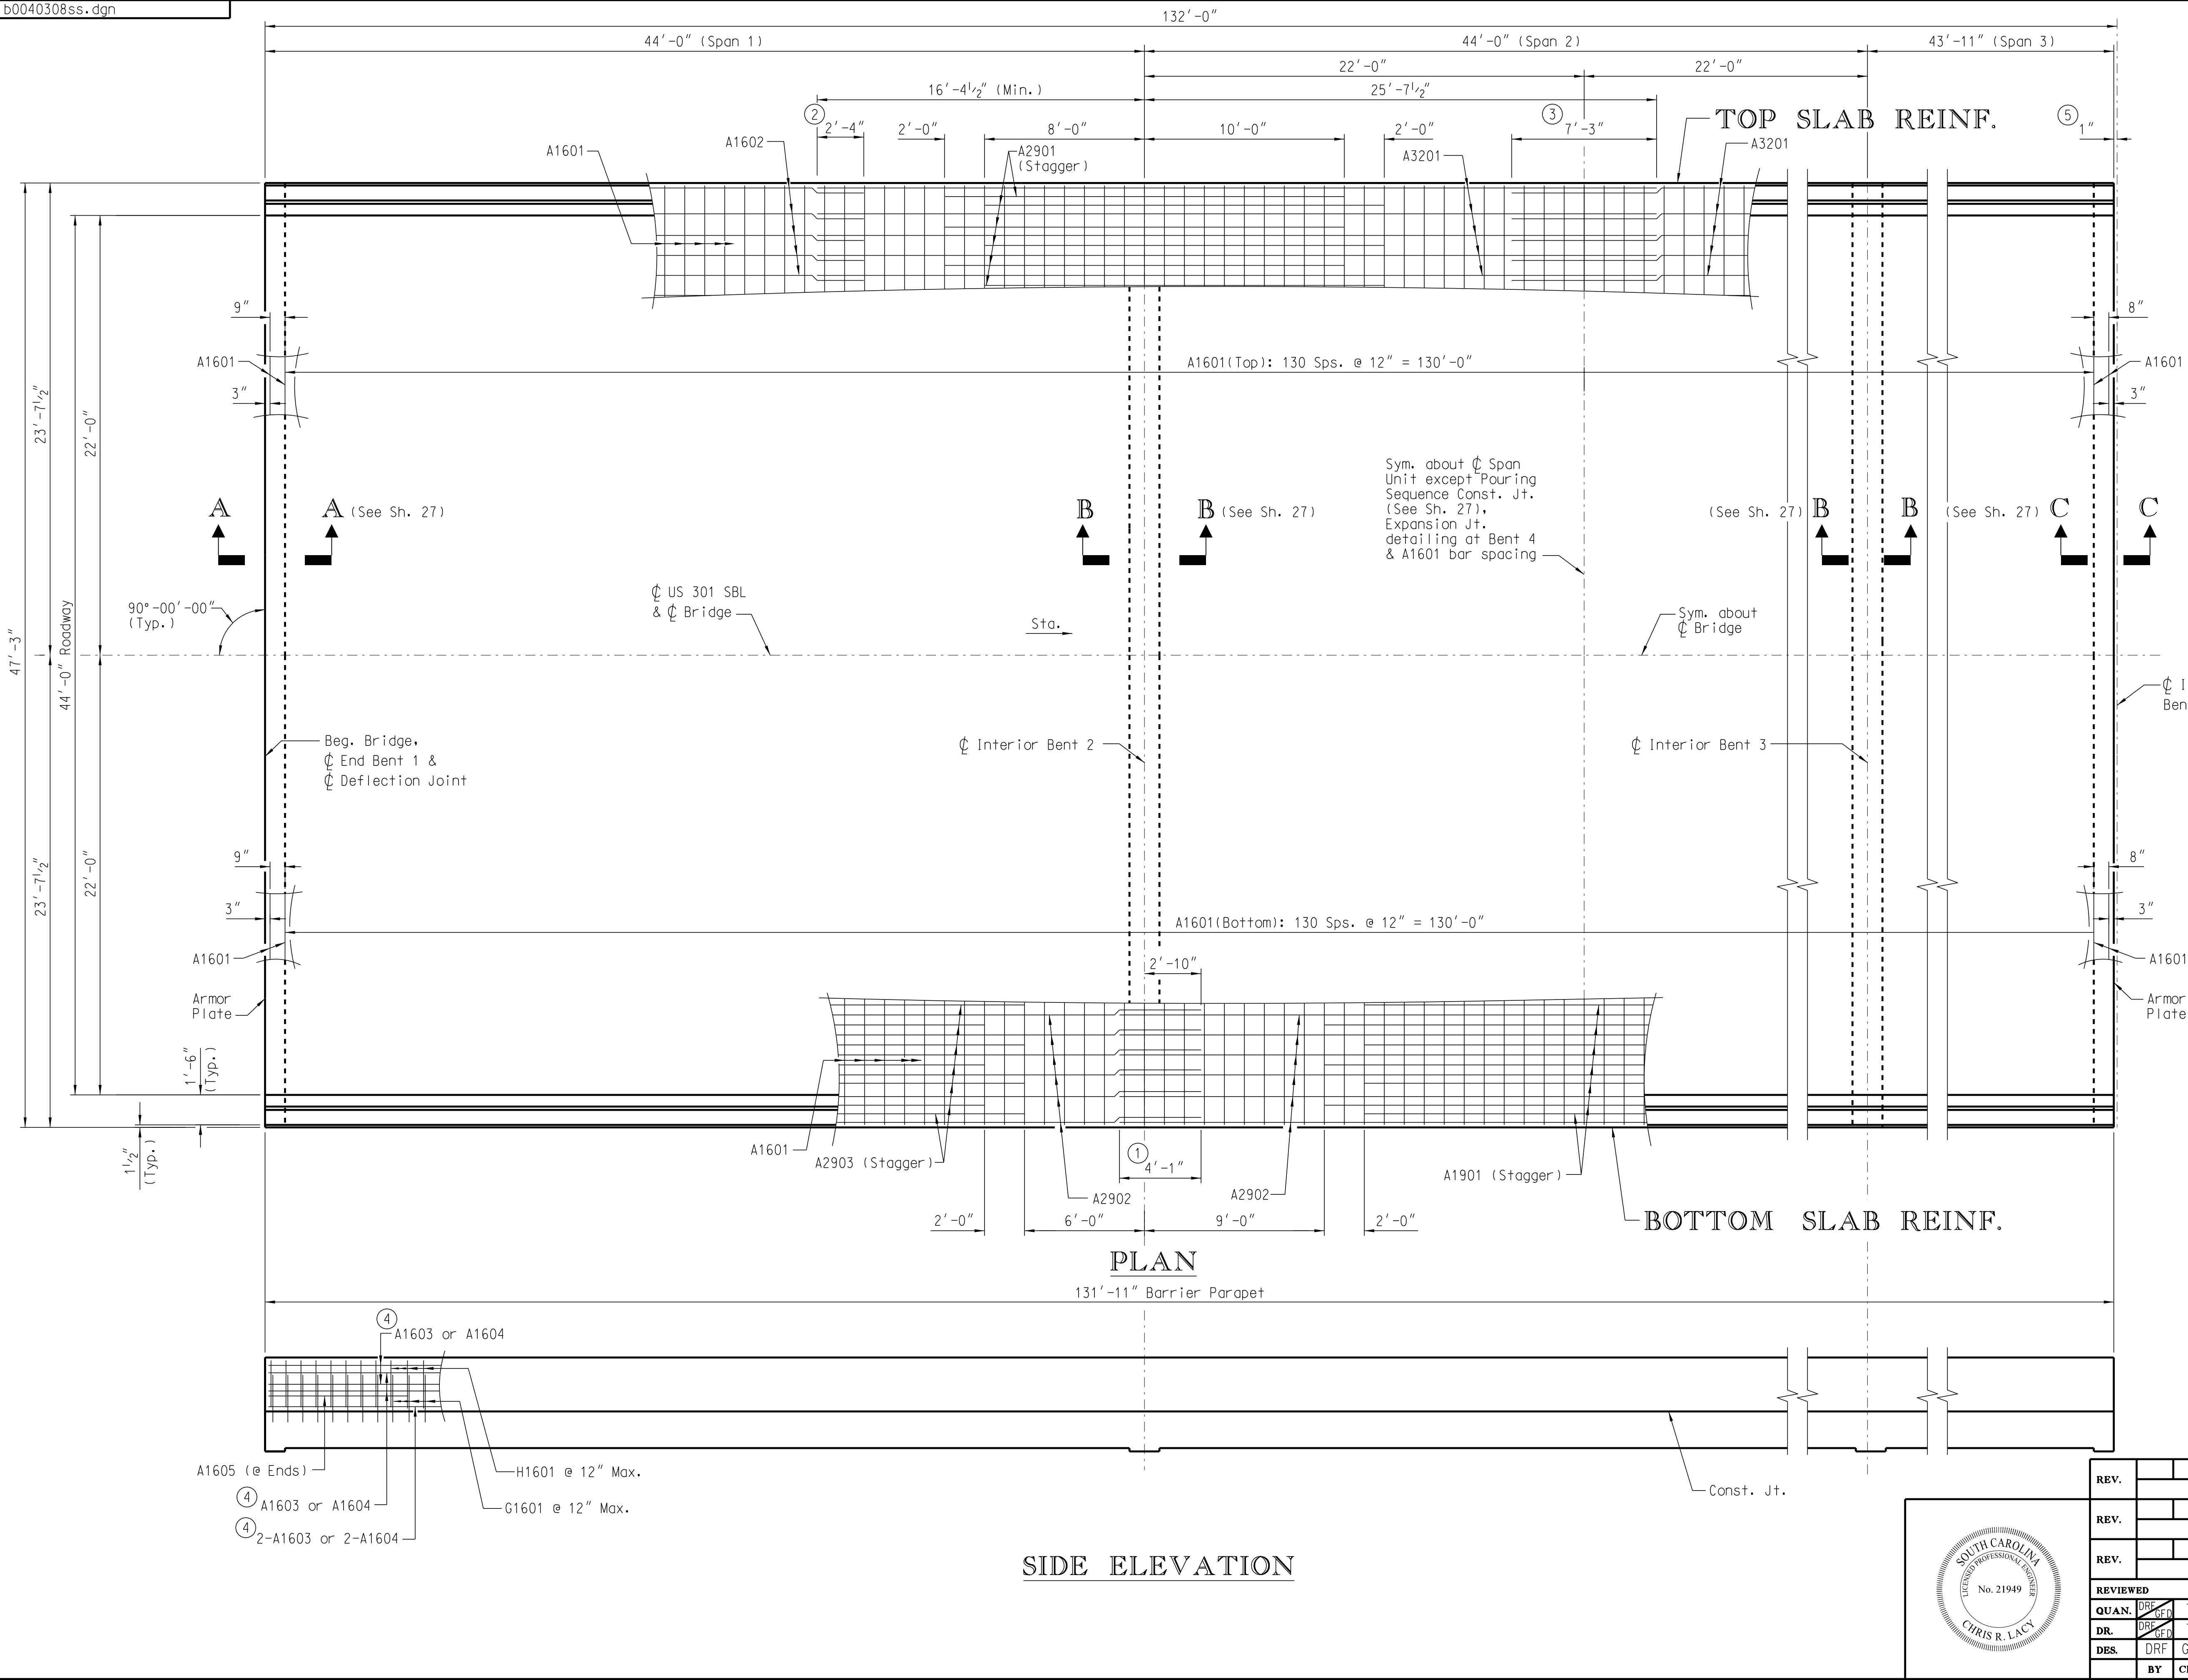 b0040308ss.dgn
132'-0"
44'-0" (Span 1)
44'-0" (Span 2)
43'-11" (Span 3)
22'-0"
22'-0"
16'-4½" (Min.)
25'-7½"
2
2'-4"
2'-0"
8'-0"
10'-0"
2'-0"
3
7'-3"
TOP SLAB REINF.
5
1"
A1601
A1602
A2901
(Stagger)
A3201
A3201
9"
8"
A1601
A1601(Top): 130 Sps. @ 12" = 130'-0"
A1601
3"
3"
23'-7½"
22'-0"
Sym. about ℄ Span
Unit except Pouring
Sequence Const. Jt.
(See Sh. 27),
Expansion Jt.
detailing at Bent 4
& A1601 bar spacing
A
A (See Sh. 27)
B
B (See Sh. 27)
(See Sh. 27) B
B (See Sh. 27)
C
C
90°-00'-00"
(Typ.)
℄ US 301 SBL
& ℄ Bridge
Sta.
Sym. about
℄ Bridge
47'-3"
44'-0" Roadway
℄ I
Ben
Beg. Bridge,
℄ End Bent 1 &
℄ Deflection Joint
℄ Interior Bent 2
℄ Interior Bent 3
23'-7½"
22'-0"
9"
8"
3"
3"
A1601(Bottom): 130 Sps. @ 12" = 130'-0"
A1601
A1601
2'-10"
Armor
Plate
Armor
Plate
1'-6"
(Typ.)
1½"
(Typ.)
A1601
A2903 (Stagger)
1
4'-1"
A2902
A2902
A1901 (Stagger)
2'-0"
6'-0"
9'-0"
2'-0"
BOTTOM SLAB REINF.
PLAN
131'-11" Barrier Parapet
4
A1603 or A1604
A1605 (@ Ends)
H1601 @ 12" Max.
4
A1603 or A1604
G1601 @ 12" Max.
4
2-A1603 or 2-A1604
Const. Jt.
SIDE ELEVATION
SOUTH CAROLINA
LICENSED PROFESSIONAL ENGINEER
No. 21949
CHRIS R. LACY
REV.
REV.
REV.
REVIEWED
QUAN. DRF GFD
DR. DRF GFD
DES. DRF G
BY